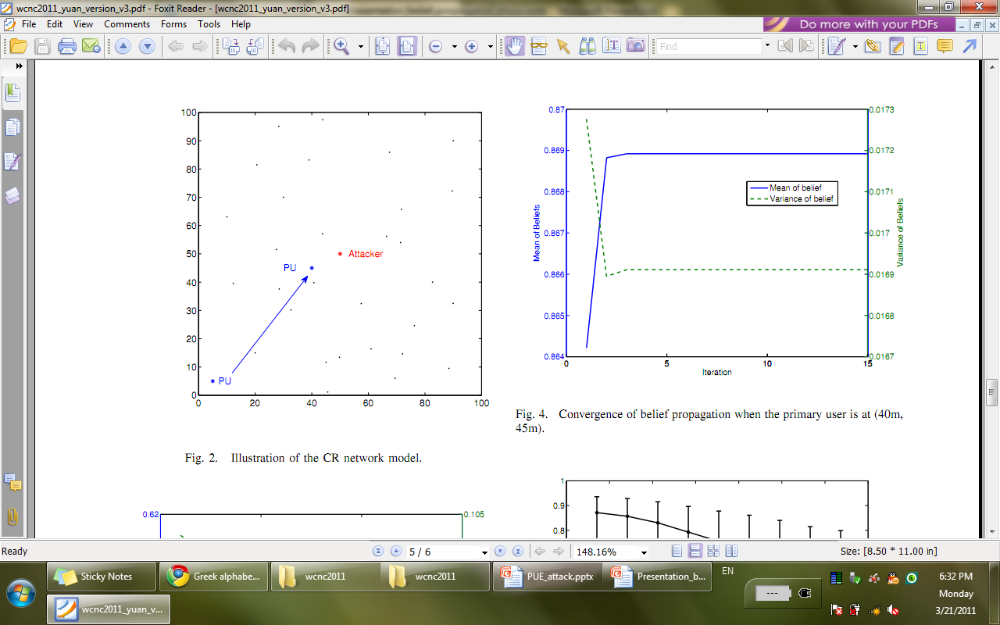 wcnc2011_yuan_version_v3.pdf - Foxit Reader - [wcnc2011_yuan_version_v3.pdf]
File Edit View Comments Forms Tools Help
Do more with your PDFs
Find
100
90
80
70
60
50
40
30
20
10
0
0 20 40 60 80 100
Attacker
PU
PU
Fig. 2. Illustration of the CR network model.
0.87
0.869
0.868
0.867
0.866
0.865
0.864
Mean of Beliefs
0 5 10 15
Iteration
Mean of belief
Variance of belief
0.0173
0.0172
0.0171
0.017
0.0169
0.0168
0.0167
Variance of Beliefs
Fig. 4. Convergence of belief propagation when the primary user is at (40m,
45m).
0.62
0.105
1
0.9
0.8
Ready
5 / 6
148.16%
Size: [8.50 * 11.00 in]
Sticky Notes
Greek alphabe...
wcnc2011
wcnc2011
PUE_attack.pptx
Presentation_b...
EN
---
6:32 PM
Monday
3/21/2011
wcnc2011_yuan_v...